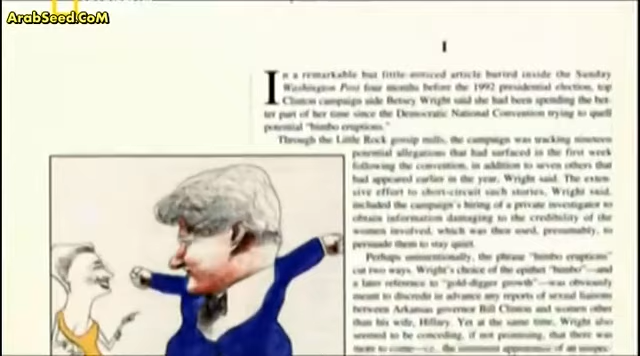 ArabSeed.CoM
I
In a remarkable but little-noticed article buried inside the Sunday
Washington Post four months before the 1992 presidential election, top
Clinton campaign aide Betsey Wright said she had been spending the bet-
ter part of her time since the Democratic National Convention trying to quell
potential "bimbo eruptions."
Through the Little Rock gossip mills, the campaign was tracking nineteen
potential allegations that had surfaced in the first week
following the convention, in addition to seven others that
had appeared earlier in the year, Wright said. The exten-
sive effort to short-circuit such stories, Wright said,
included the campaign's hiring of a private investigator to
obtain information damaging to the credibility of the
women involved, which was then used, presumably, to
persuade them to stay quiet.
Perhaps unintentionally, the phrase "bimbo eruptions"
cut two ways. Wright's choice of the epithet "bimbo"—and
a later reference to "gold-digger growth"—was obviously
meant to discredit in advance any reports of sexual liaisons
between Arkansas governor Bill Clinton and women other
than his wife, Hillary. Yet at the same time, Wright also
seemed to be conceding, if not promising, that there was
more to come—i.e., the